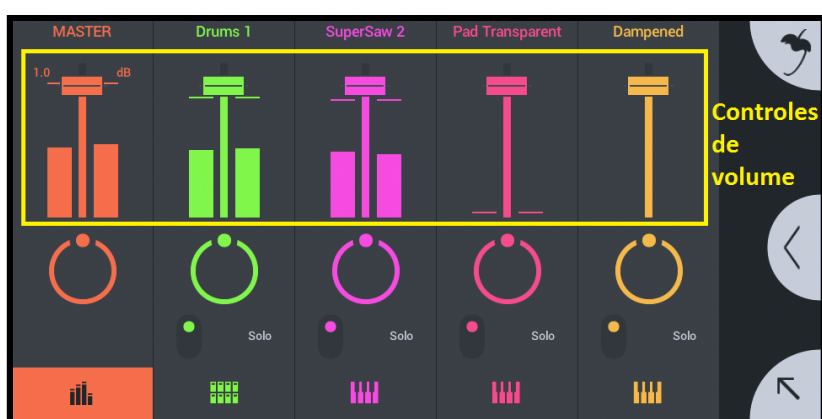 MASTER
Drums 1
SuperSaw 2
Pad Transparent
Dampened
1.0 dB
Controles
de
volume
Solo
Solo
Solo
Solo